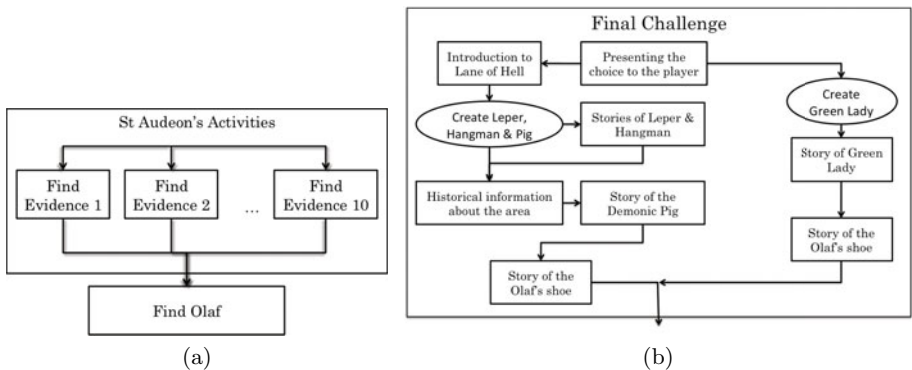 St Audeon's Activities
Find
Evidence 1
Find
Evidence 2
...
Find
Evidence 10
Find Olaf
(a)
Final Challenge
Introduction to
Lane of Hell
Presenting the
choice to the player
Create
Green Lady
Create Leper,
Hangman & Pig
Stories of Leper &
Hangman
Story of Green
Lady
Historical information
about the area
Story of the
Demonic Pig
Story of the
Olaf's shoe
Story of the
Olaf's shoe
(b)